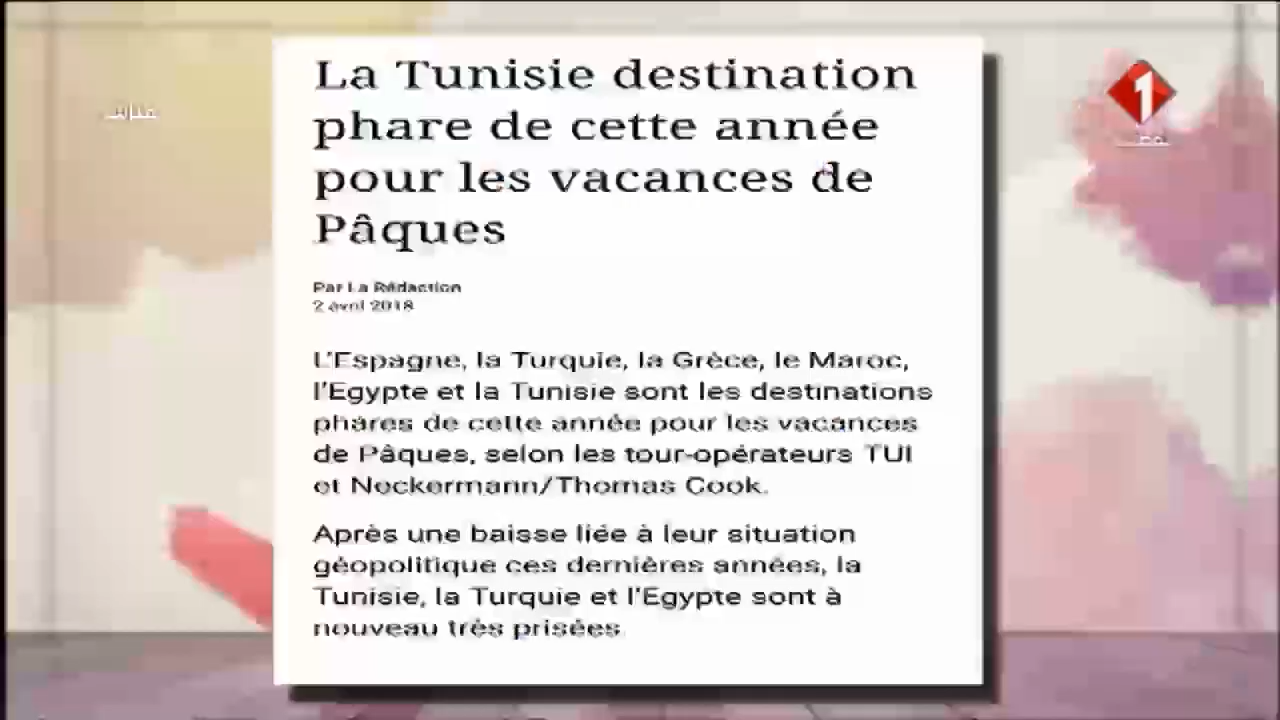 La Tunisie destination
phare de cette année
pour les vacances de
Pâques
Par La Rédaction
2 avril 2018
L'Espagne, la Turquie, la Grèce, le Maroc,
l'Egypte et la Tunisie sont les destinations
phares de cette année pour les vacances
de Pâques, selon les tour-opérateurs TUI
et Neckermann/Thomas Cook.
Après une baisse liée à leur situation
géopolitique ces dernières années, la
Tunisie, la Turquie et l'Egypte sont à
nouveau très prisées
1